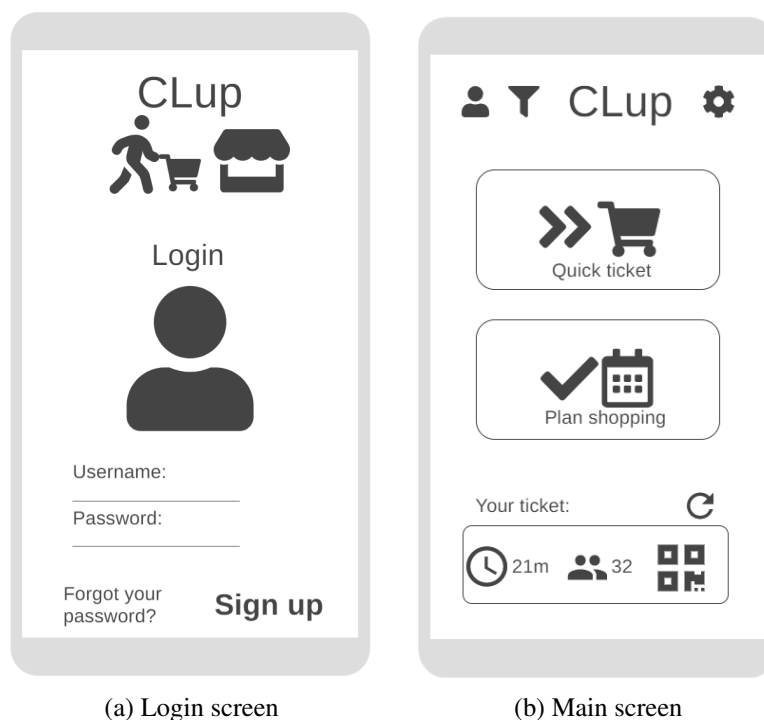 CLup
Login
Username:
Password:
Forgot your
password?
Sign up
(a) Login screen
CLup
Quick ticket
Plan shopping
Your ticket:
21m
32
(b) Main screen